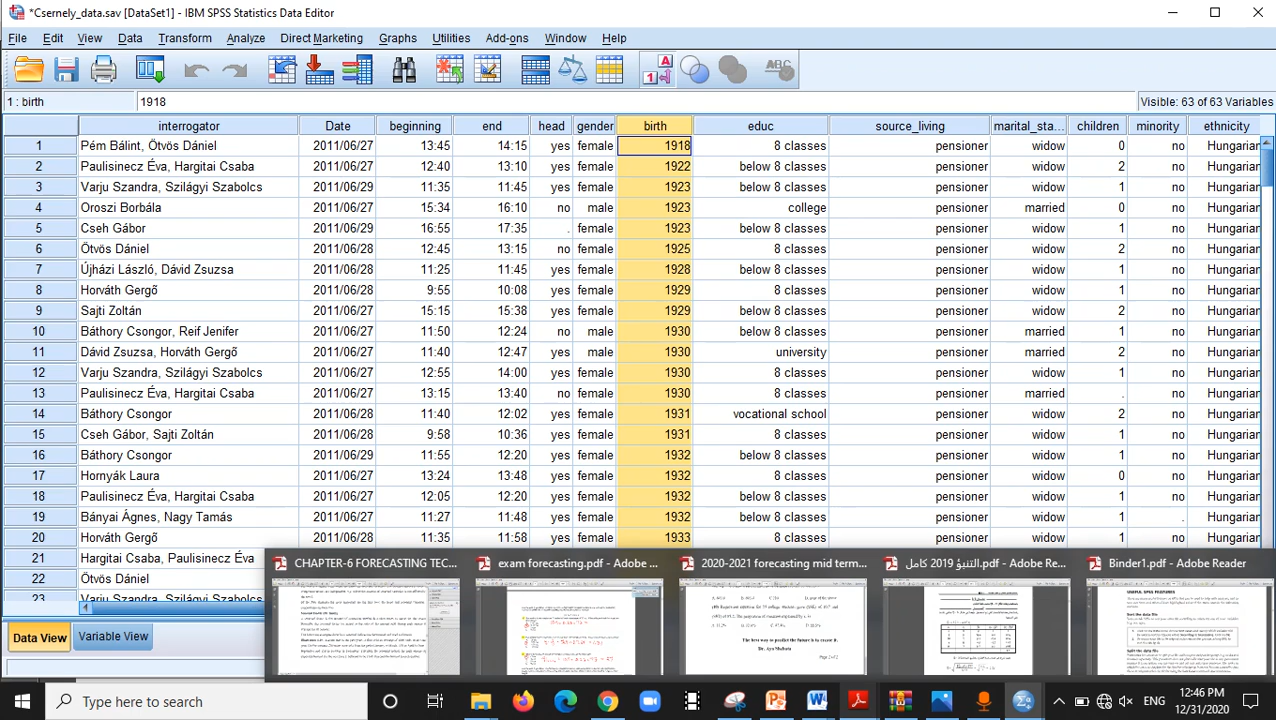 *Csernely_data.sav [DataSet1] - IBM SPSS Statistics Data Editor
File Edit View Data Transform Analyze Direct Marketing Graphs Utilities Add-ons Window Help
1 : birth 1918 Visible: 63 of 63 Variables
interrogator Date beginning end head gender birth educ source_living marital_sta... children minority ethnicity
1 Pém Bálint, Ötvös Dániel 2011/06/27 13:45 14:15 yes female 1918 8 classes pensioner widow 0 no Hungarian
2 Paulisinecz Éva, Hargitai Csaba 2011/06/27 12:40 13:10 yes female 1922 below 8 classes pensioner widow 2 no Hungarian
3 Varju Szandra, Szilágyi Szabolcs 2011/06/29 11:35 11:45 yes female 1923 below 8 classes pensioner widow 1 no Hungarian
4 Oroszi Borbála 2011/06/27 15:34 16:10 no male 1923 college pensioner married 0 no Hungarian
5 Cseh Gábor 2011/06/29 16:55 17:35 . female 1923 below 8 classes pensioner widow 1 no Hungarian
6 Ötvös Dániel 2011/06/28 12:45 13:15 no female 1925 8 classes pensioner widow 2 no Hungarian
7 Újházi László, Dávid Zsuzsa 2011/06/28 11:25 11:45 yes female 1928 below 8 classes pensioner widow 1 no Hungarian
8 Horváth Gergő 2011/06/28 9:55 10:08 yes female 1929 8 classes pensioner widow 1 no Hungarian
9 Sajti Zoltán 2011/06/27 15:15 15:38 yes female 1929 below 8 classes pensioner widow 2 no Hungarian
10 Báthory Csongor, Reif Jenifer 2011/06/27 11:50 12:24 no male 1930 below 8 classes pensioner married 1 no Hungarian
11 Dávid Zsuzsa, Horváth Gergő 2011/06/27 11:40 12:47 yes male 1930 university pensioner married 2 no Hungarian
12 Varju Szandra, Szilágyi Szabolcs 2011/06/27 12:55 14:00 yes female 1930 8 classes pensioner widow 1 no Hungarian
13 Paulisinecz Éva, Hargitai Csaba 2011/06/27 13:15 13:40 no female 1930 8 classes pensioner married . no Hungarian
14 Báthory Csongor 2011/06/28 11:40 12:02 yes female 1931 vocational school pensioner widow 2 no Hungarian
15 Cseh Gábor, Sajti Zoltán 2011/06/28 9:58 10:36 yes female 1931 8 classes pensioner widow 1 no Hungarian
16 Báthory Csongor 2011/06/29 11:55 12:20 yes female 1932 below 8 classes pensioner widow 1 no Hungarian
17 Hornyák Laura 2011/06/27 13:24 13:48 yes female 1932 8 classes pensioner widow 0 no Hungarian
18 Paulisinecz Éva, Hargitai Csaba 2011/06/28 12:05 12:20 yes female 1932 below 8 classes pensioner widow 1 no Hungarian
19 Bányai Ágnes, Nagy Tamás 2011/06/27 11:27 11:48 yes female 1932 below 8 classes pensioner widow 1 . Hungarian
20 Horváth Gergő 2011/06/28 11:35 11:58 yes female 1933 8 classes pensioner widow 1 no Hungarian
21 Hargitai Csaba, Paulisinecz Éva
22 Ötvös Dániel
23 Varju Szandra, Szilágyi Szabolcs
CHAPTER-6 FORECASTING TEC... exam forecasting.pdf - Adobe ... 2020-2021 forecasting mid term... التنبؤ 2019 كامل.pdf - Adobe Re... Binder1.pdf - Adobe Reader
The best way to predict the future is to create it.
USEFUL SPSS FEATURES
Data View Variable View
Type here to search ENG 12:46 PM
12/31/2020